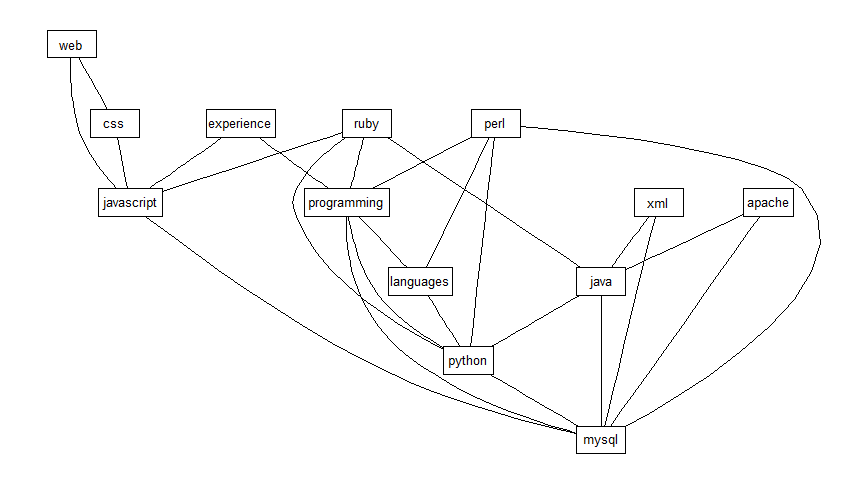 web
css
experience
ruby
perl
javascript
programming
xml
apache
languages
java
python
mysql